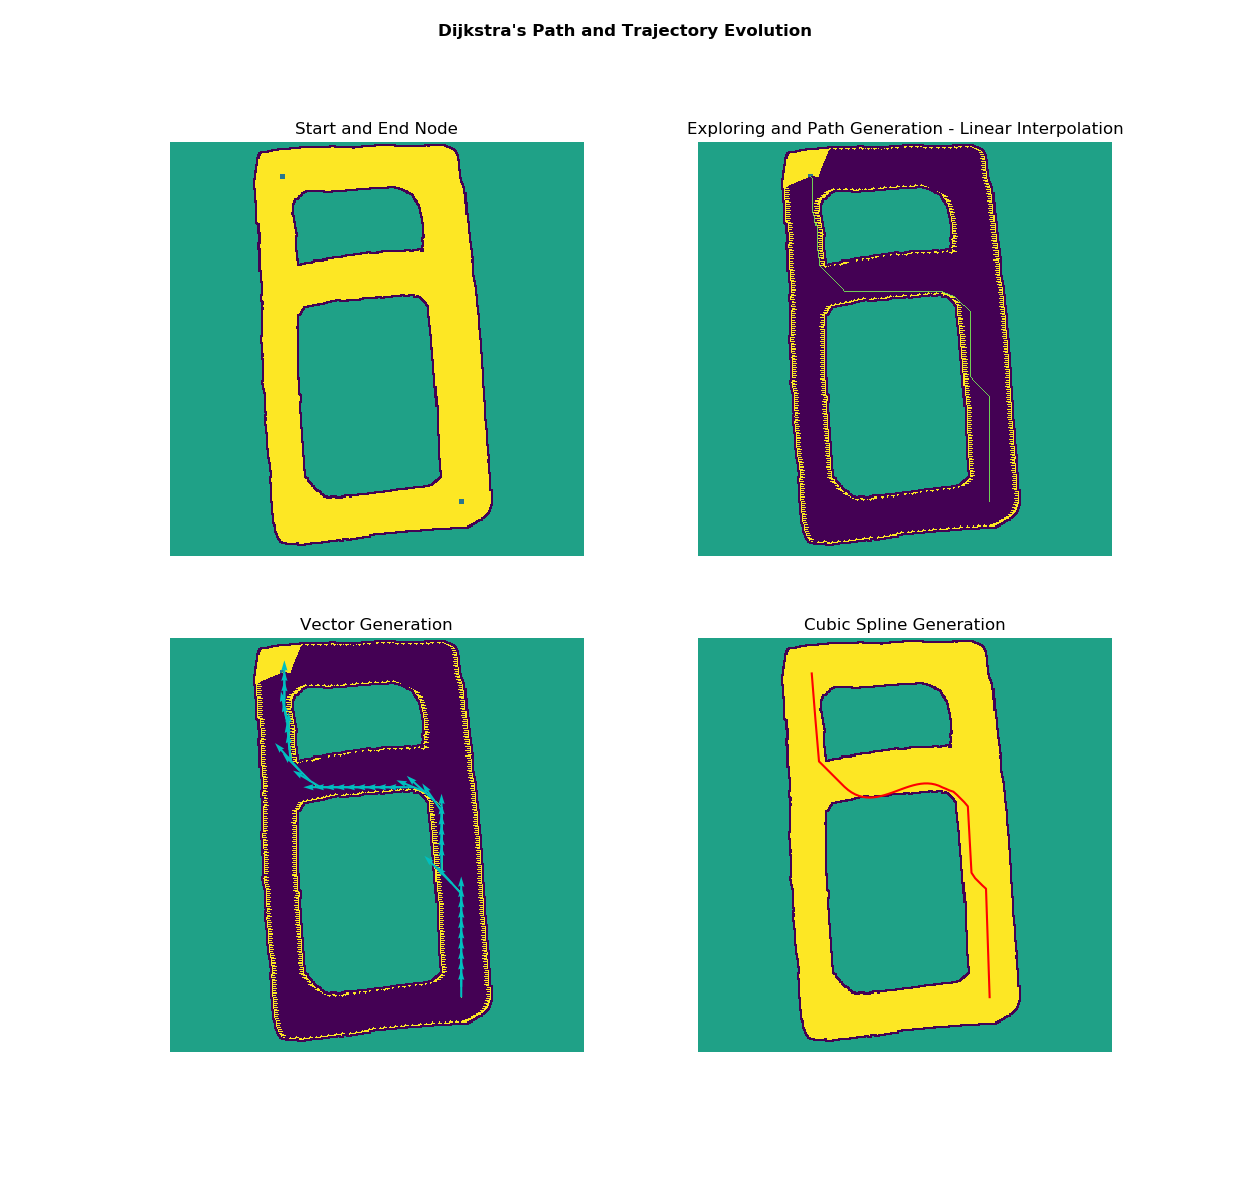 Dijkstra's Path and Trajectory Evolution
Start and End Node
Exploring and Path Generation - Linear Interpolation
Vector Generation
Cubic Spline Generation